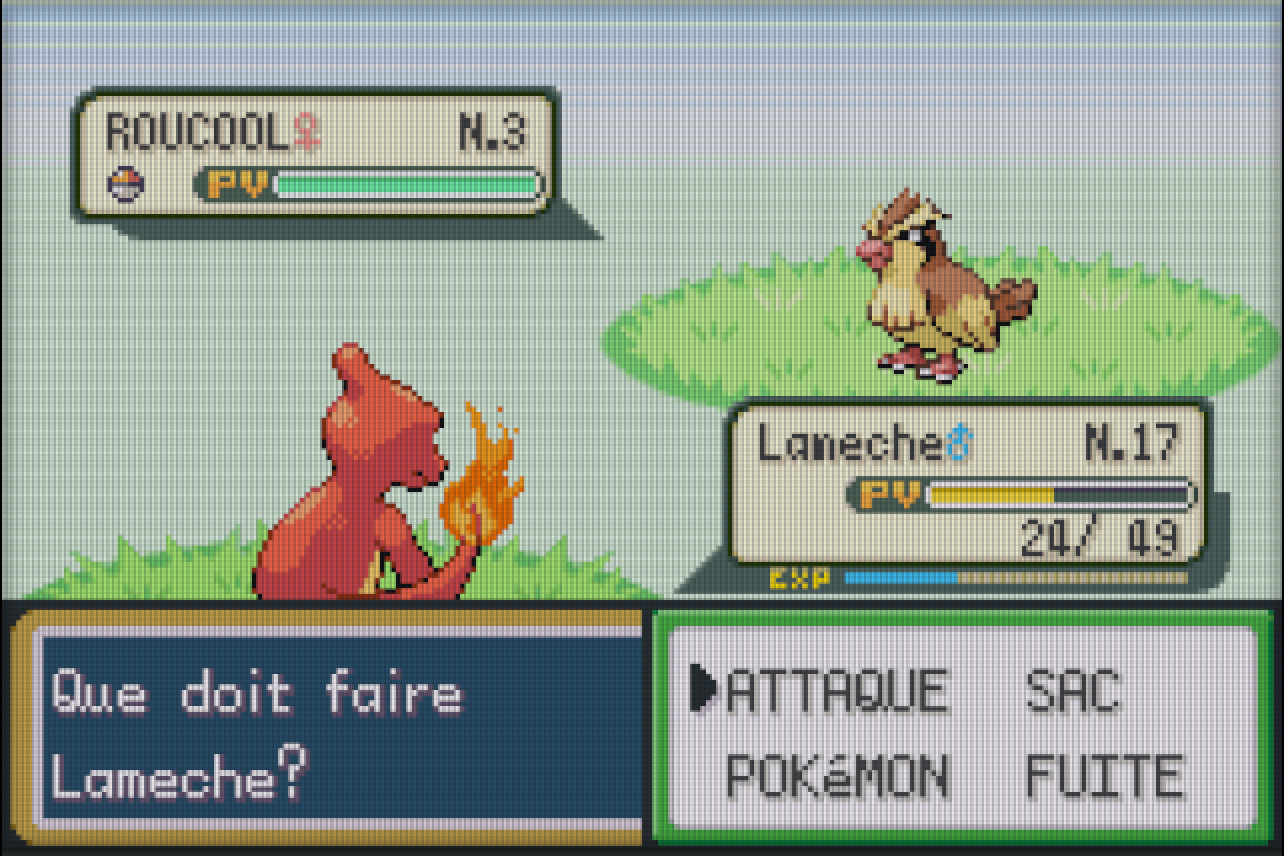 ROUCOOL♀ N.3
PV
Lameche♂ N.17
PV
24/ 49
EXP
Que doit faire
Lameche?
ATTAQUE SAC
POKéMON FUITE